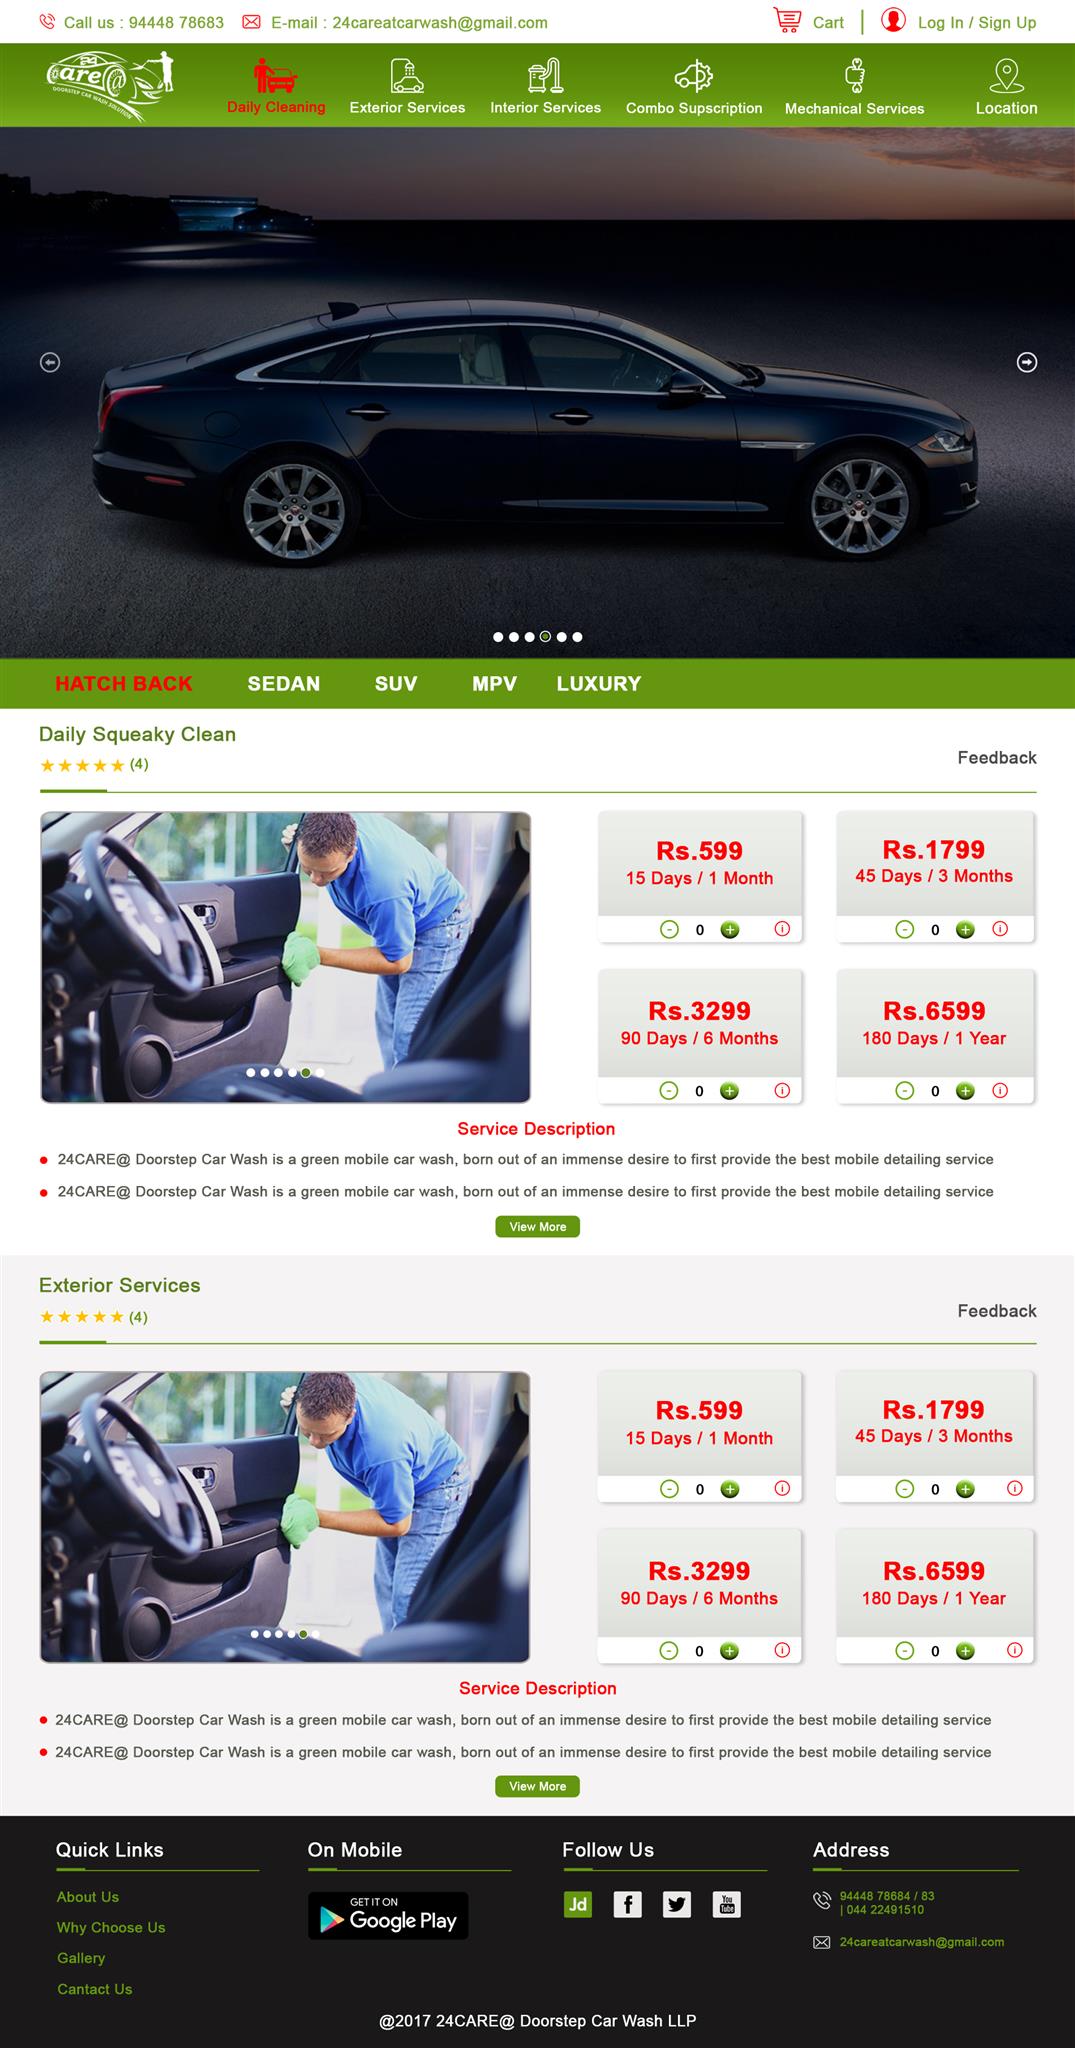 Call us : 94448 78683 E-mail : 24careatcarwash@gmail.com Cart Log In / Sign Up
24
care@
DOORSTEP CAR WASH SOLUTION
Daily Cleaning Exterior Services Interior Services Combo Supscription Mechanical Services Location
HATCH BACK SEDAN SUV MPV LUXURY
Daily Squeaky Clean
(4)
Feedback
Rs.599
15 Days / 1 Month
- 0 + i
Rs.1799
45 Days / 3 Months
- 0 + i
Rs.3299
90 Days / 6 Months
- 0 + i
Rs.6599
180 Days / 1 Year
- 0 + i
Service Description
24CARE@ Doorstep Car Wash is a green mobile car wash, born out of an immense desire to first provide the best mobile detailing service
24CARE@ Doorstep Car Wash is a green mobile car wash, born out of an immense desire to first provide the best mobile detailing service
View More
Exterior Services
(4)
Feedback
Rs.599
15 Days / 1 Month
- 0 + i
Rs.1799
45 Days / 3 Months
- 0 + i
Rs.3299
90 Days / 6 Months
- 0 + i
Rs.6599
180 Days / 1 Year
- 0 + i
Service Description
24CARE@ Doorstep Car Wash is a green mobile car wash, born out of an immense desire to first provide the best mobile detailing service
24CARE@ Doorstep Car Wash is a green mobile car wash, born out of an immense desire to first provide the best mobile detailing service
View More
Quick Links
About Us
Why Choose Us
Gallery
Cantact Us
On Mobile
GET IT ON
Google Play
Follow Us
Jd f You Tube
Address
94448 78684 / 83
| 044 22491510
24careatcarwash@gmail.com
@2017 24CARE@ Doorstep Car Wash LLP